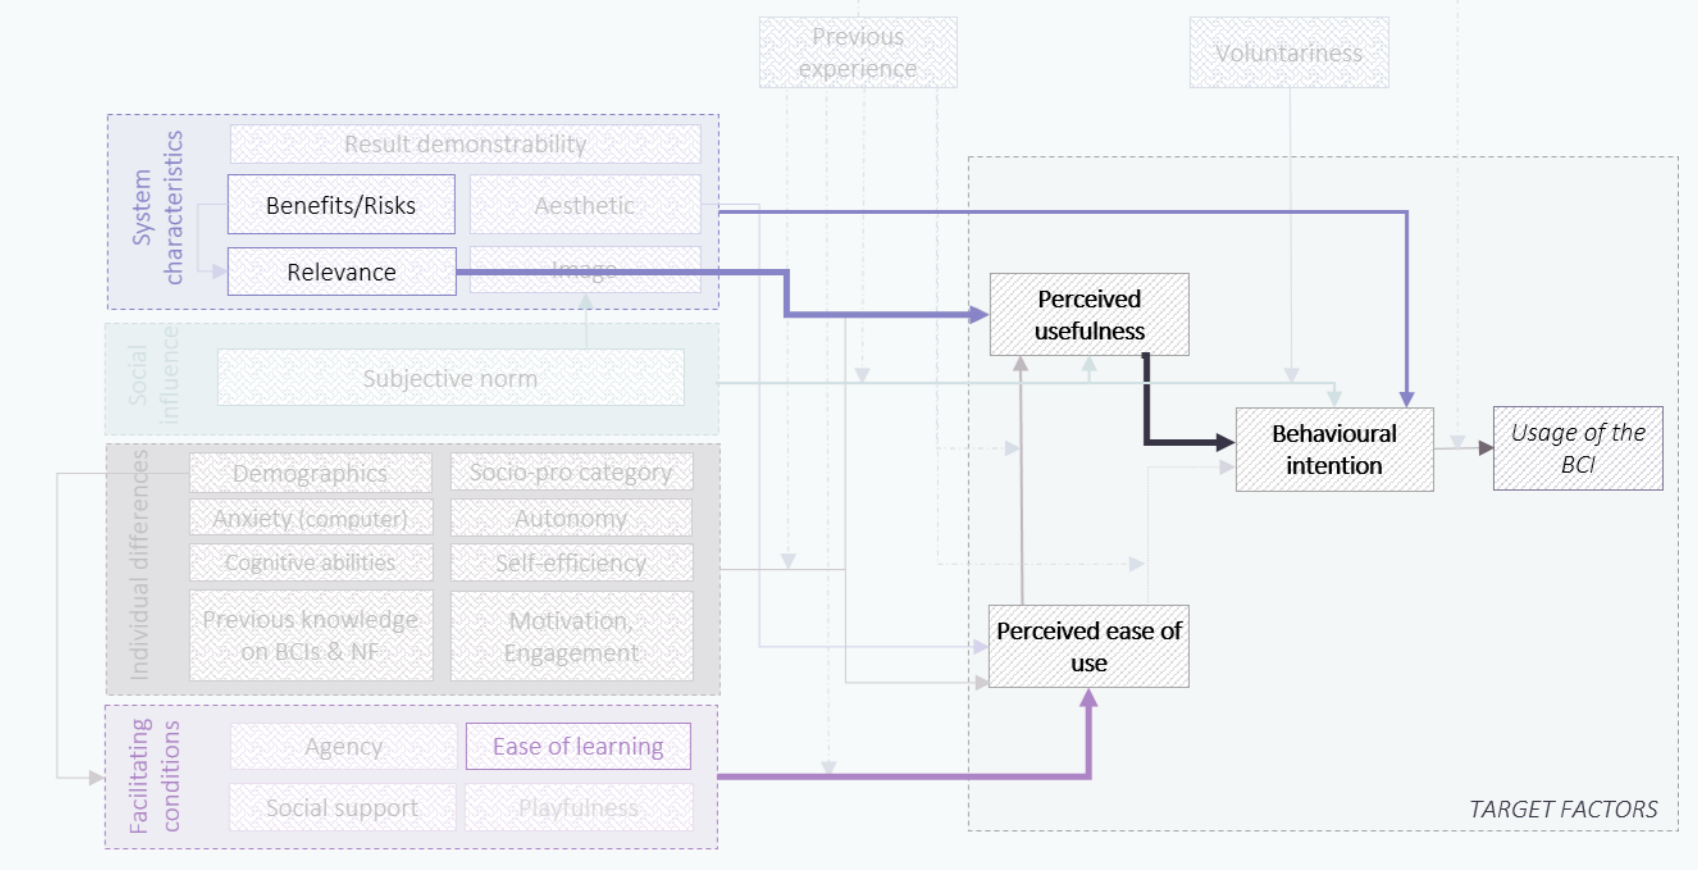 Previous
experience
Voluntariness
System
characteristics
Result demonstrability
Benefits/Risks
Aesthetic
Relevance
Image
Social
influence
Subjective norm
Individual differences
Demographics
Socio-pro category
Anxiety (computer)
Autonomy
Cognitive abilities
Self-efficiency
Previous knowledge
on BCIs & NF
Motivation,
Engagement
Facilitating
conditions
Agency
Ease of learning
Social support
Playfulness
Perceived
usefulness
Behavioural
intention
Usage of the
BCI
Perceived ease of
use
TARGET FACTORS